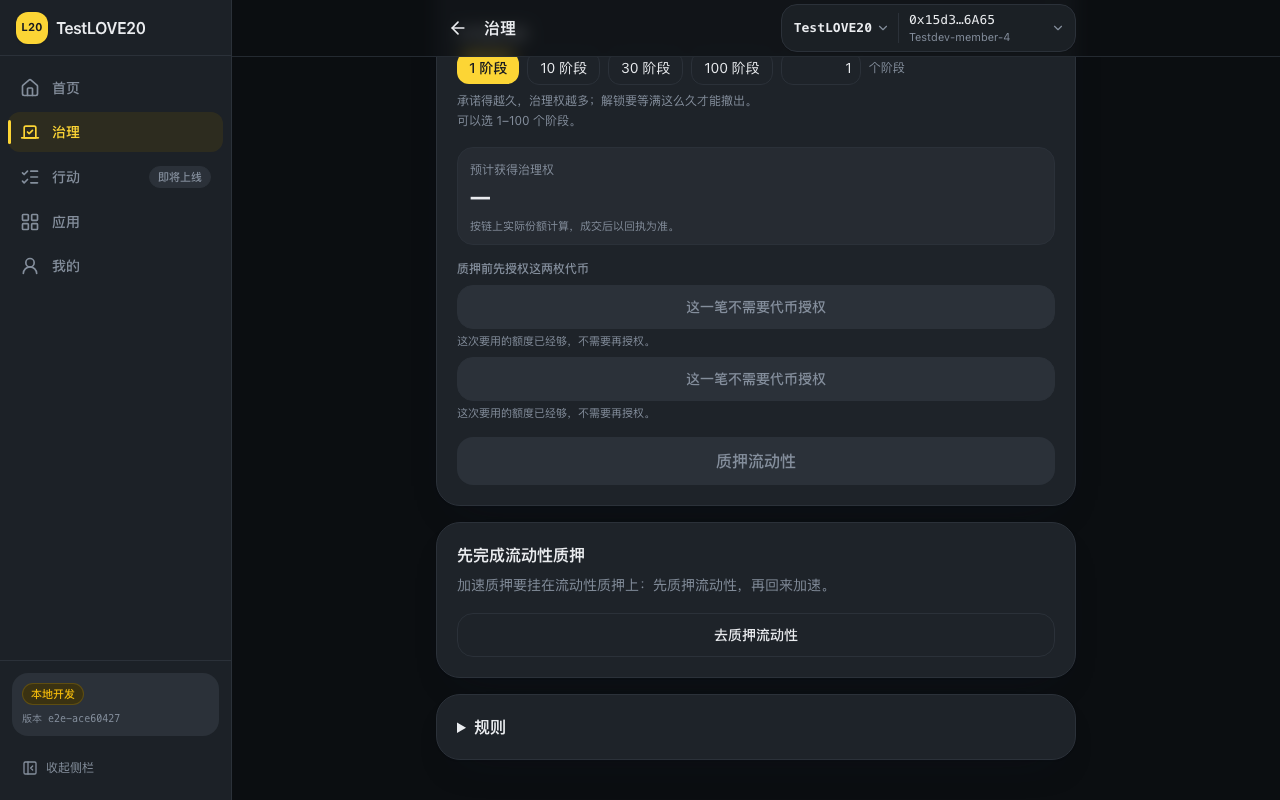 L20 TestLOVE20
首页
治理
行动 即将上线
应用
我的
本地开发
版本 e2e-ace60427
收起侧栏
治理
TestLOVE20
0x15d3…6A65
Testdev-member-4
1 阶段 10 阶段 30 阶段 100 阶段 1 个阶段
承诺得越久，治理权越多；解锁要等满这么久才能撤出。
可以选 1–100 个阶段。
预计获得治理权
—
按链上实际份额计算，成交后以回执为准。
质押前先授权这两枚代币
这一笔不需要代币授权
这次要用的额度已经够，不需要再授权。
这一笔不需要代币授权
这次要用的额度已经够，不需要再授权。
质押流动性
先完成流动性质押
加速质押要挂在流动性质押上：先质押流动性，再回来加速。
去质押流动性
规则